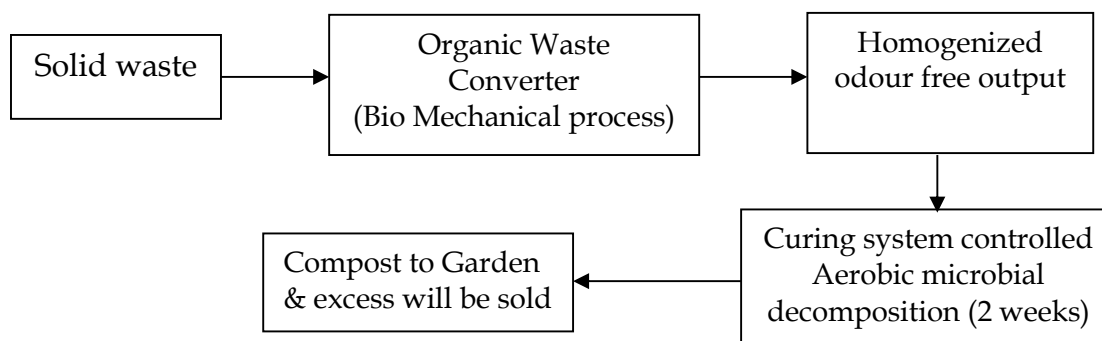 Solid waste
Organic Waste
Converter
(Bio Mechanical process)
Homogenized
odour free output
Curing system controlled
Aerobic microbial
decomposition (2 weeks)
Compost to Garden
& excess will be sold